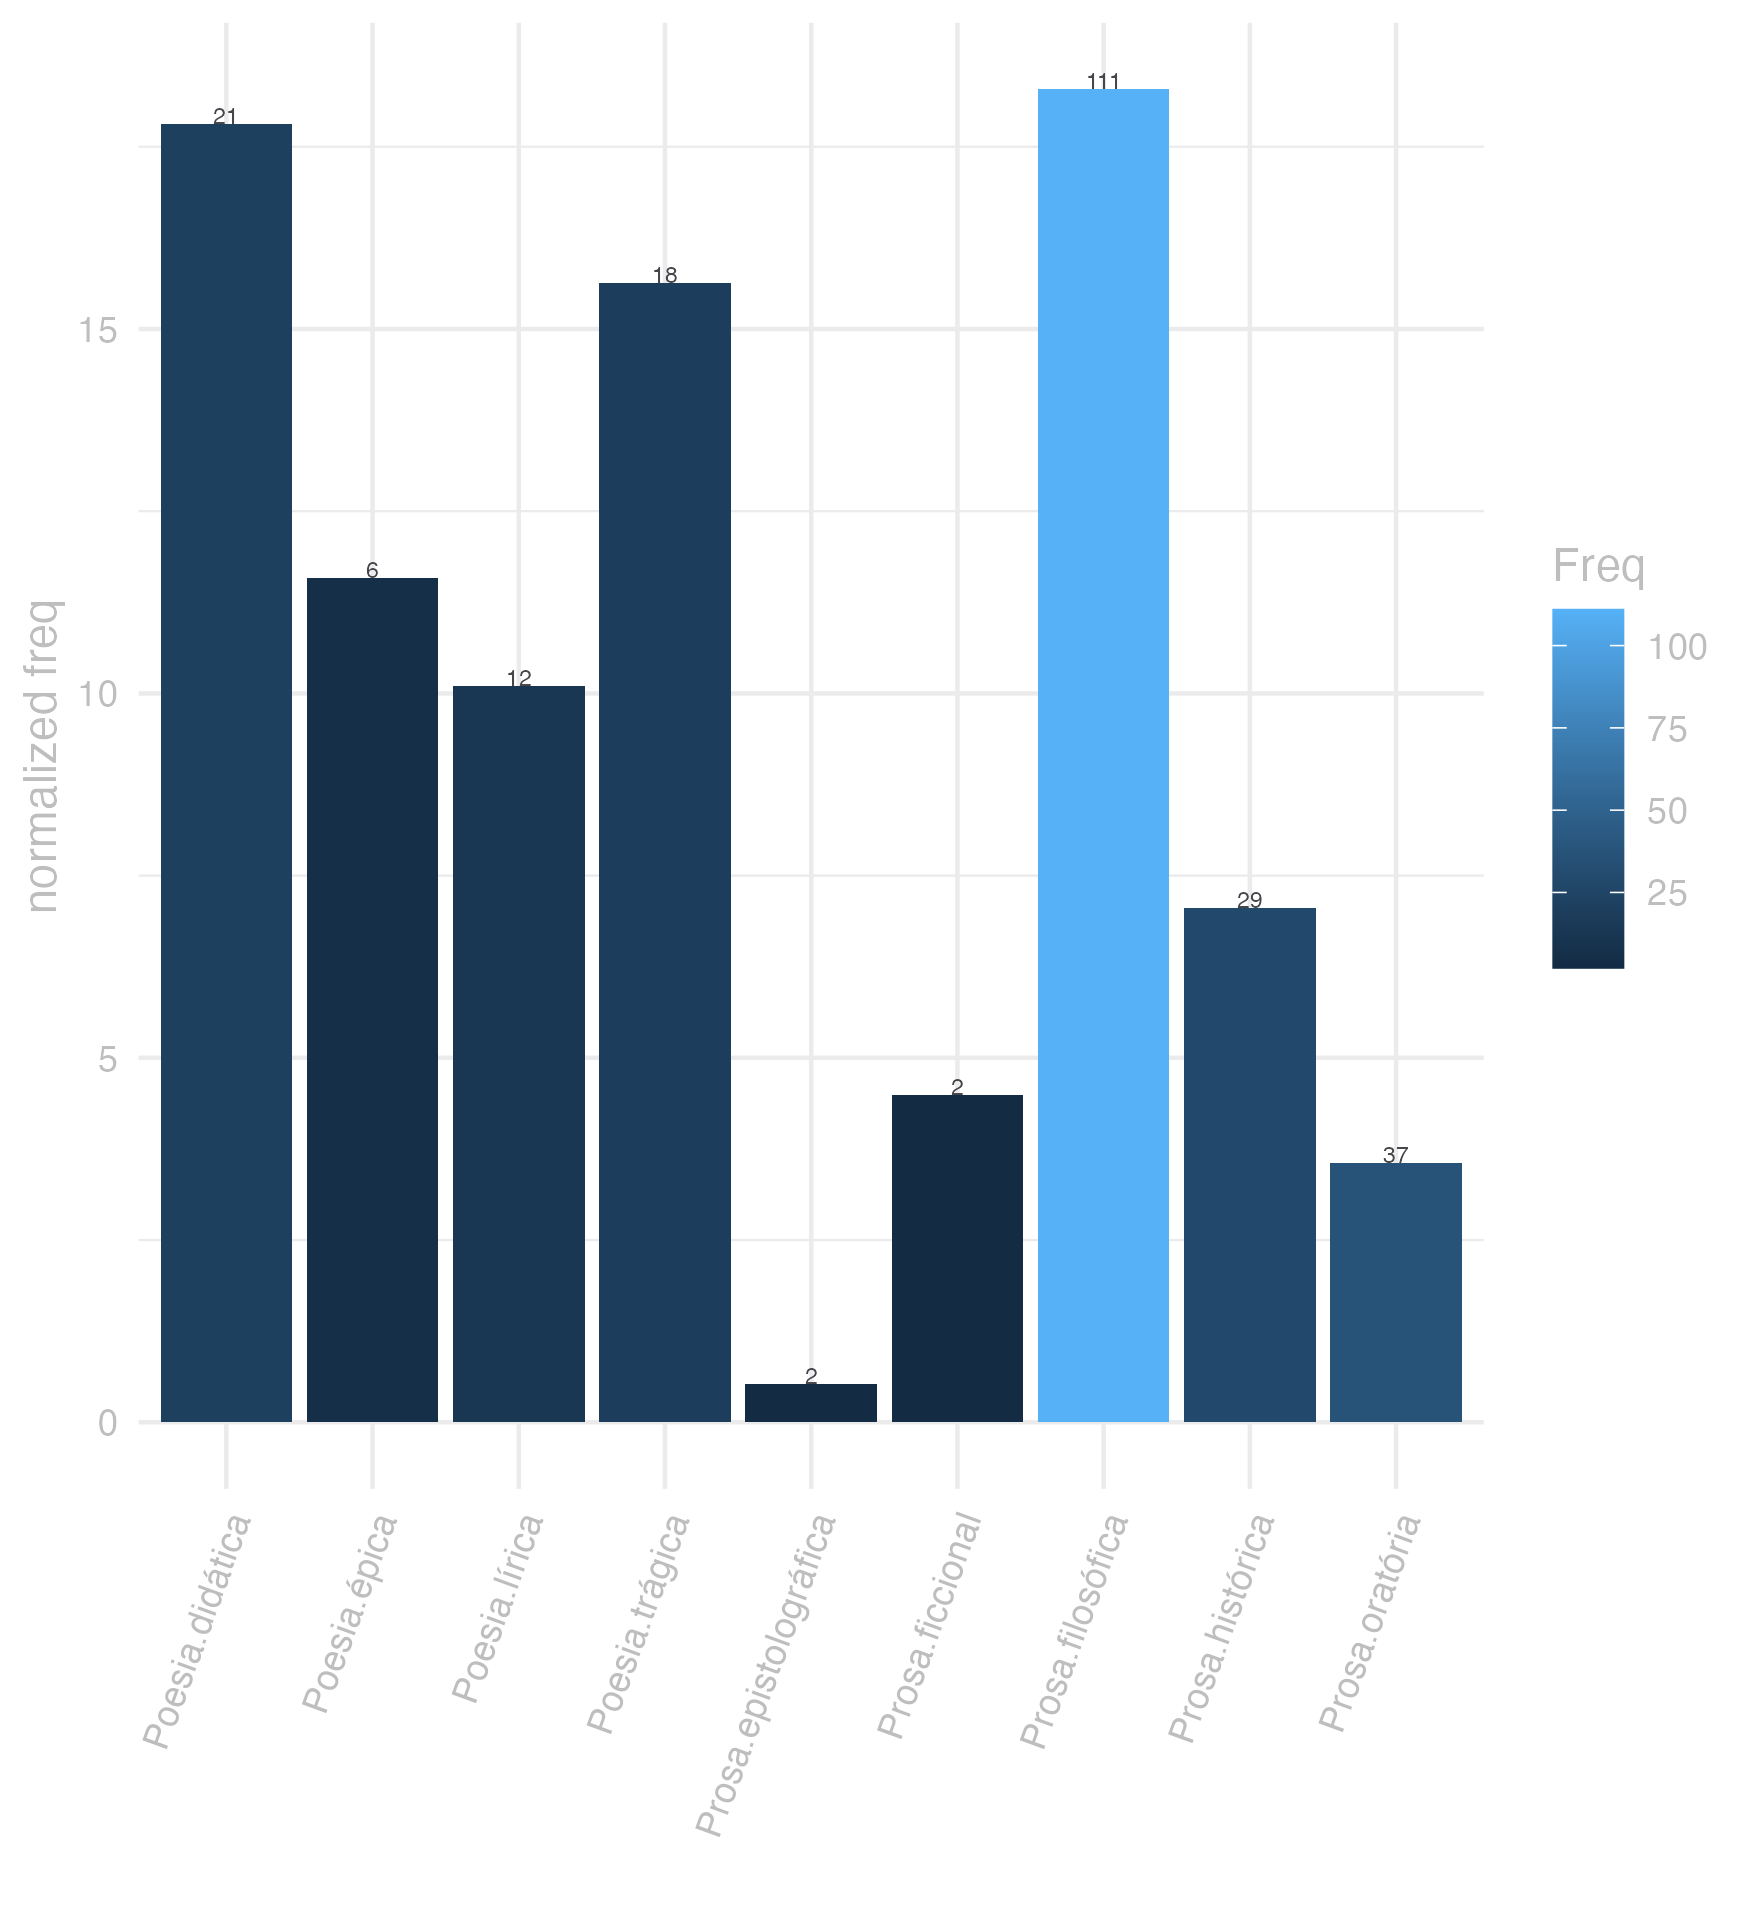 21
111
18
6
12
29
2
37
2
normalized freq
15
10
5
0
Poesia.didática
Poesia.épica
Poesia.lírica
Poesia.trágica
Prosa.epistolográfica
Prosa.ficcional
Prosa.filosófica
Prosa.histórica
Prosa.oratória
Freq
100
75
50
25